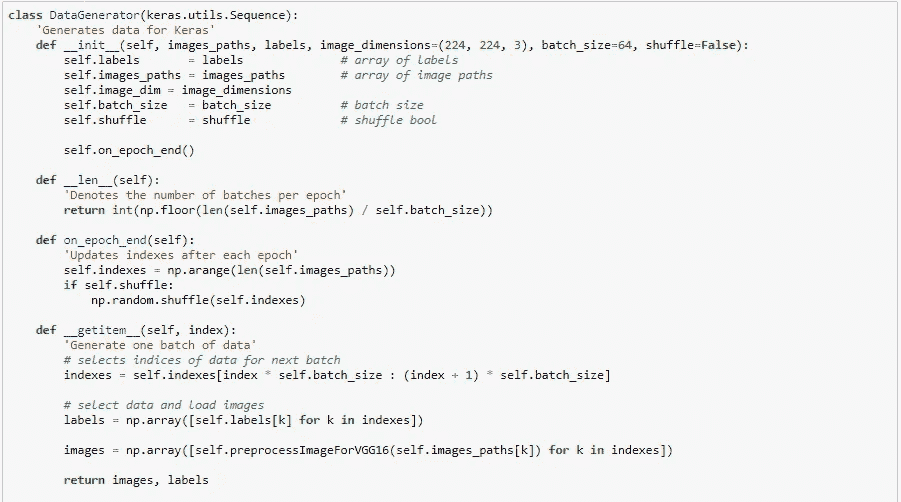 class DataGenerator(keras.utils.Sequence):
    'Generates data for Keras'
    def __init__(self, images_paths, labels, image_dimensions=(224, 224, 3), batch_size=64, shuffle=False):
        self.labels       = labels              # array of labels
        self.images_paths = images_paths        # array of image paths
        self.image_dim = image_dimensions
        self.batch_size   = batch_size          # batch size
        self.shuffle      = shuffle             # shuffle bool

        self.on_epoch_end()

    def __len__(self):
        'Denotes the number of batches per epoch'
        return int(np.floor(len(self.images_paths) / self.batch_size))

    def on_epoch_end(self):
        'Updates indexes after each epoch'
        self.indexes = np.arange(len(self.images_paths))
        if self.shuffle:
            np.random.shuffle(self.indexes)

    def __getitem__(self, index):
        'Generate one batch of data'
        # selects indices of data for next batch
        indexes = self.indexes[index * self.batch_size : (index + 1) * self.batch_size]

        # select data and load images
        labels = np.array([self.labels[k] for k in indexes])

        images = np.array([self.preprocessImageForVGG16(self.images_paths[k]) for k in indexes])

        return images, labels